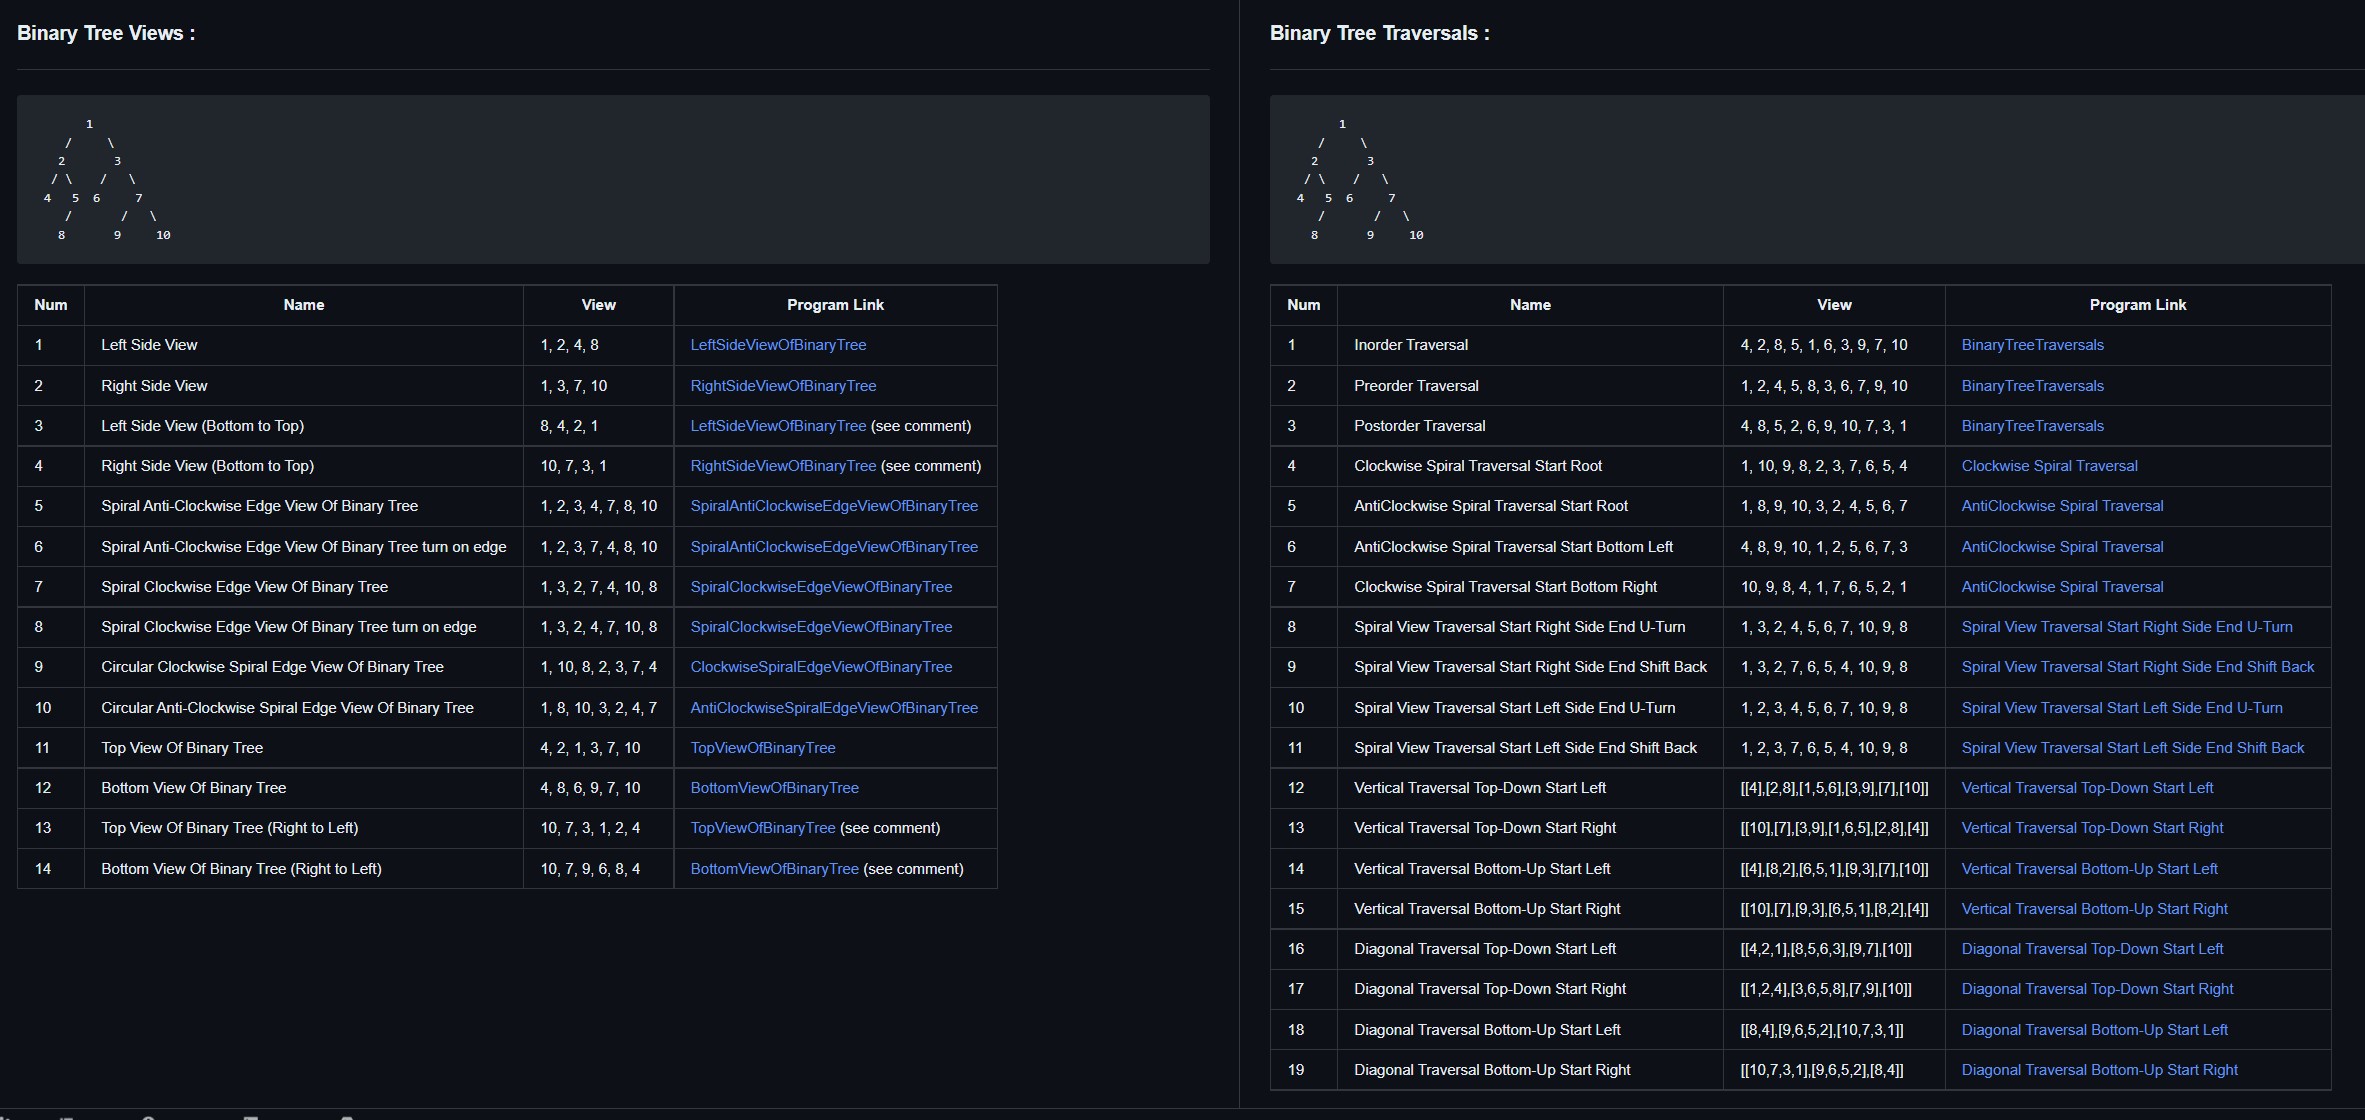 Binary Tree Views :
1
/ \
2 3
/ \ / \
4 5 6 7
/ / \
8 9 10
Num Name View Program Link
1 Left Side View 1, 2, 4, 8 LeftSideViewOfBinaryTree
2 Right Side View 1, 3, 7, 10 RightSideViewOfBinaryTree
3 Left Side View (Bottom to Top) 8, 4, 2, 1 LeftSideViewOfBinaryTree (see comment)
4 Right Side View (Bottom to Top) 10, 7, 3, 1 RightSideViewOfBinaryTree (see comment)
5 Spiral Anti-Clockwise Edge View Of Binary Tree 1, 2, 3, 4, 7, 8, 10 SpiralAntiClockwiseEdgeViewOfBinaryTree
6 Spiral Anti-Clockwise Edge View Of Binary Tree turn on edge 1, 2, 3, 7, 4, 8, 10 SpiralAntiClockwiseEdgeViewOfBinaryTree
7 Spiral Clockwise Edge View Of Binary Tree 1, 3, 2, 7, 4, 10, 8 SpiralClockwiseEdgeViewOfBinaryTree
8 Spiral Clockwise Edge View Of Binary Tree turn on edge 1, 3, 2, 4, 7, 10, 8 SpiralClockwiseEdgeViewOfBinaryTree
9 Circular Clockwise Spiral Edge View Of Binary Tree 1, 10, 8, 2, 3, 7, 4 ClockwiseSpiralEdgeViewOfBinaryTree
10 Circular Anti-Clockwise Spiral Edge View Of Binary Tree 1, 8, 10, 3, 2, 4, 7 AntiClockwiseSpiralEdgeViewOfBinaryTree
11 Top View Of Binary Tree 4, 2, 1, 3, 7, 10 TopViewOfBinaryTree
12 Bottom View Of Binary Tree 4, 8, 6, 9, 7, 10 BottomViewOfBinaryTree
13 Top View Of Binary Tree (Right to Left) 10, 7, 3, 1, 2, 4 TopViewOfBinaryTree (see comment)
14 Bottom View Of Binary Tree (Right to Left) 10, 7, 9, 6, 8, 4 BottomViewOfBinaryTree (see comment)
Binary Tree Traversals :
1
/ \
2 3
/ \ / \
4 5 6 7
/ / \
8 9 10
Num Name View Program Link
1 Inorder Traversal 4, 2, 8, 5, 1, 6, 3, 9, 7, 10 BinaryTreeTraversals
2 Preorder Traversal 1, 2, 4, 5, 8, 3, 6, 7, 9, 10 BinaryTreeTraversals
3 Postorder Traversal 4, 8, 5, 2, 6, 9, 10, 7, 3, 1 BinaryTreeTraversals
4 Clockwise Spiral Traversal Start Root 1, 10, 9, 8, 2, 3, 7, 6, 5, 4 Clockwise Spiral Traversal
5 AntiClockwise Spiral Traversal Start Root 1, 8, 9, 10, 3, 2, 4, 5, 6, 7 AntiClockwise Spiral Traversal
6 AntiClockwise Spiral Traversal Start Bottom Left 4, 8, 9, 10, 1, 2, 5, 6, 7, 3 AntiClockwise Spiral Traversal
7 Clockwise Spiral Traversal Start Bottom Right 10, 9, 8, 4, 1, 7, 6, 5, 2, 1 AntiClockwise Spiral Traversal
8 Spiral View Traversal Start Right Side End U-Turn 1, 3, 2, 4, 5, 6, 7, 10, 9, 8 Spiral View Traversal Start Right Side End U-Turn
9 Spiral View Traversal Start Right Side End Shift Back 1, 3, 2, 7, 6, 5, 4, 10, 9, 8 Spiral View Traversal Start Right Side End Shift Back
10 Spiral View Traversal Start Left Side End U-Turn 1, 2, 3, 4, 5, 6, 7, 10, 9, 8 Spiral View Traversal Start Left Side End U-Turn
11 Spiral View Traversal Start Left Side End Shift Back 1, 2, 3, 7, 6, 5, 4, 10, 9, 8 Spiral View Traversal Start Left Side End Shift Back
12 Vertical Traversal Top-Down Start Left [[4],[2,8],[1,5,6],[3,9],[7],[10]] Vertical Traversal Top-Down Start Left
13 Vertical Traversal Top-Down Start Right [[10],[7],[3,9],[1,6,5],[2,8],[4]] Vertical Traversal Top-Down Start Right
14 Vertical Traversal Bottom-Up Start Left [[4],[8,2],[6,5,1],[9,3],[7],[10]] Vertical Traversal Bottom-Up Start Left
15 Vertical Traversal Bottom-Up Start Right [[10],[7],[9,3],[6,5,1],[8,2],[4]] Vertical Traversal Bottom-Up Start Right
16 Diagonal Traversal Top-Down Start Left [[4,2,1],[8,5,6,3],[9,7],[10]] Diagonal Traversal Top-Down Start Left
17 Diagonal Traversal Top-Down Start Right [[1,2,4],[3,6,5,8],[7,9],[10]] Diagonal Traversal Top-Down Start Right
18 Diagonal Traversal Bottom-Up Start Left [[8,4],[9,6,5,2],[10,7,3,1]] Diagonal Traversal Bottom-Up Start Left
19 Diagonal Traversal Bottom-Up Start Right [[10,7,3,1],[9,6,5,2],[8,4]] Diagonal Traversal Bottom-Up Start Right